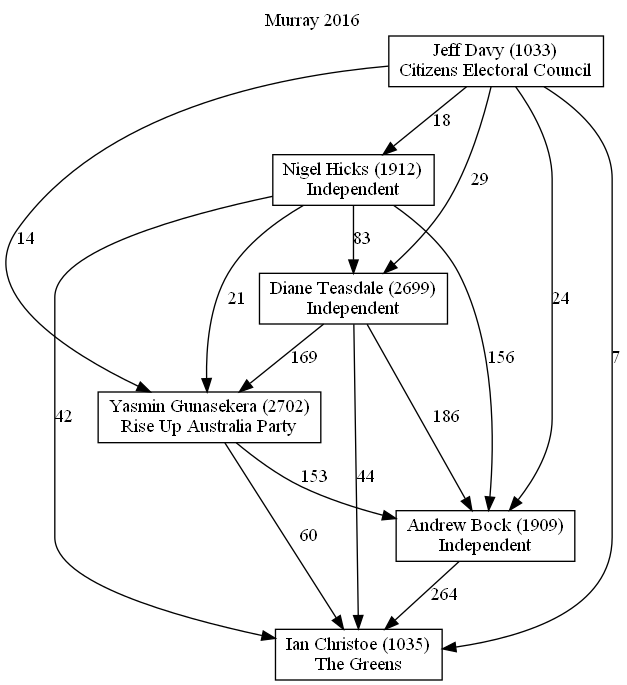 Murray 2016
Jeff Davy (1033)
Citizens Electoral Council
18
Nigel Hicks (1912)
Independent
29
14
83
21
24
Diane Teasdale (2699)
Independent
169
156
7
Yasmin Gunasekera (2702)
Rise Up Australia Party
42
186
153
44
Andrew Bock (1909)
Independent
60
264
Ian Christoe (1035)
The Greens